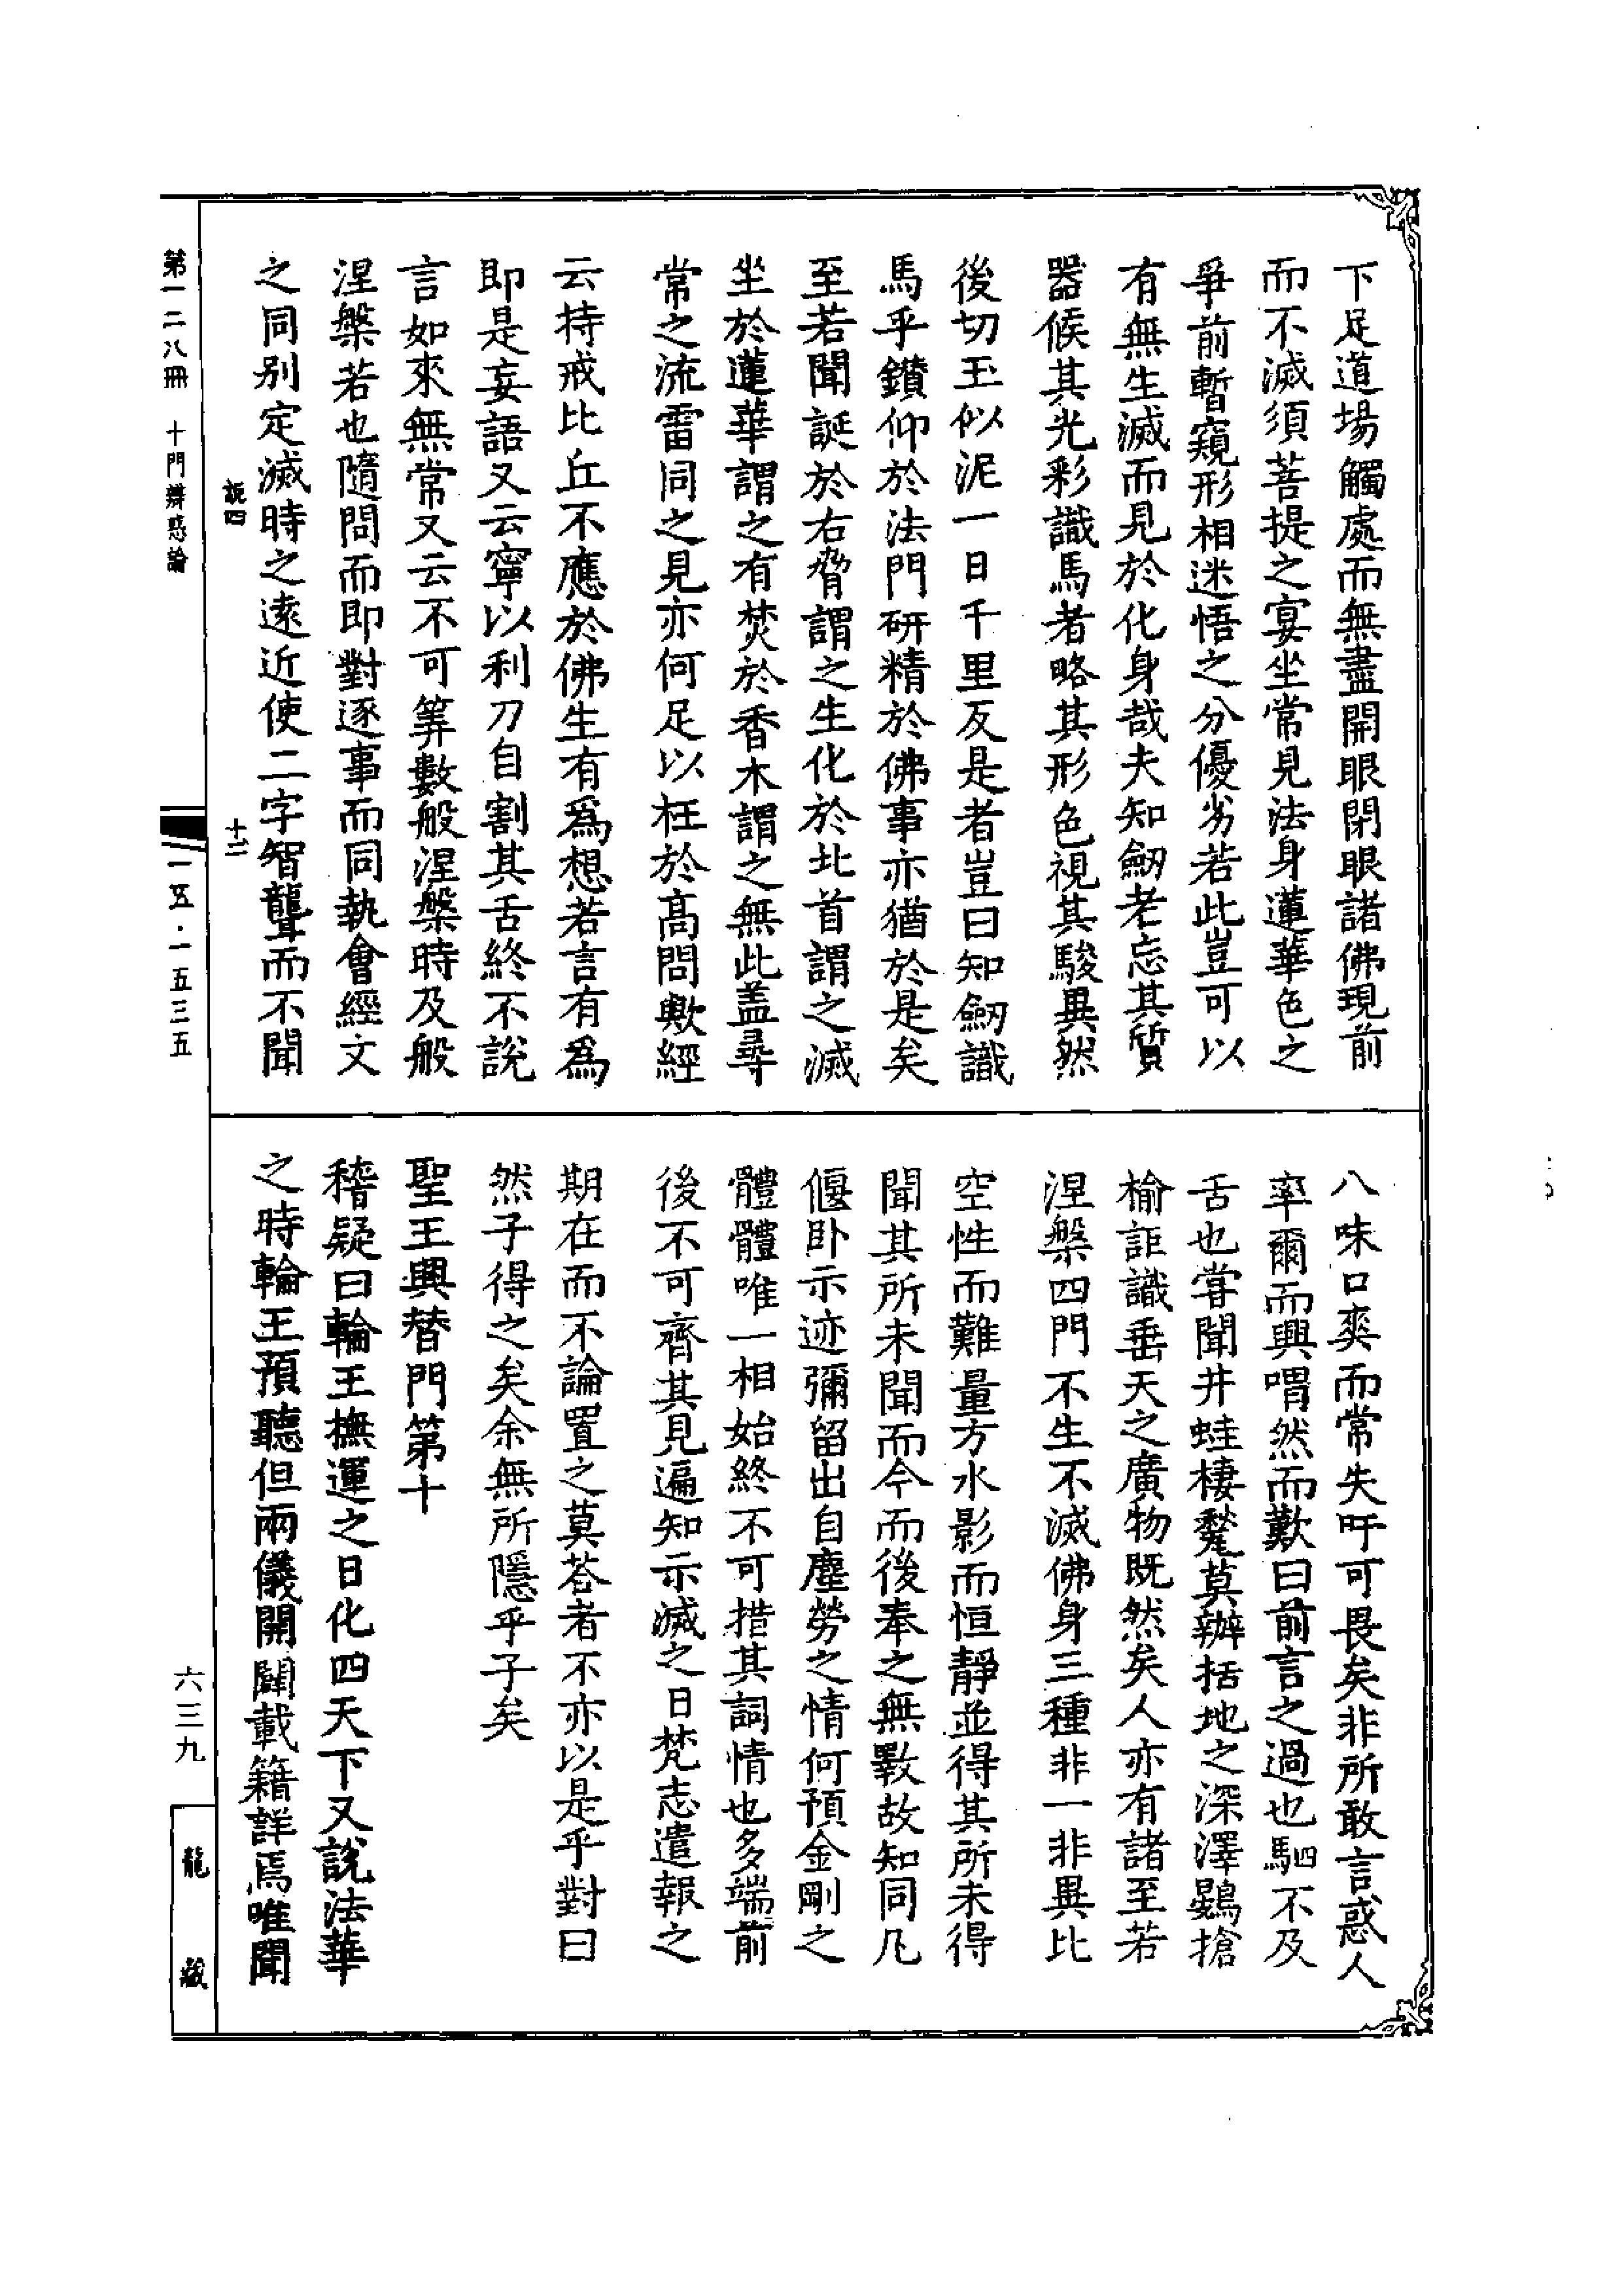 下足道場觸處而無盡開眼閉眼諸佛現前
而不滅須菩提之宴坐常見法身蓮華色之
爭前暫窺形相迷悟之分優劣若此豈可以
有無生滅而見於化身哉夫知劒老忘其質
器候其光彩識馬者略其形色視其駿異然
後切玉似泥一日千里反是者豈曰知劒識
馬乎鑽仰於法門研精於佛事亦猶於是矣
至若聞誕於右脅謂之生化於北首謂之滅
坐於蓮華謂之有焚於香木謂之無此盖尋
常之流雷同之見亦何足以枉於高問歟經
云持戒比丘不應於佛生有爲想若言有爲
即是妄語又云寧以利刀自割其舌終不說
言如來無常又云不可筭數般涅槃時及般
涅槃若也隨問而即對逐事而同執會經文
之同別定滅時之遠近使二字智聾而不聞
八味口爽而常失吁可畏矣非所敢言惑人
率爾而興喟然而歎曰前言之過也駟不及
舌也嘗聞井蛙棲甃莫辦括地之深澤鷃搶
榆詎識垂天之廣物既然矣人亦有諸至若
涅槃四門不生不滅佛身三種非一非異比
空性而難量方水影而恒靜並得其所未得
聞其所未聞而今而後奉之無斁故知同凡
偃卧示迹彌留出自塵勞之情何預金剛之
體體唯一相始終不可措其詞情也多端前
後不可齊其見遍知示滅之日梵志遣報之
期在而不論置之莫荅者不亦以是乎對曰
然子得之矣余無所隱乎子矣
聖王興替門第十
稽疑曰輪王撫運之日化四天下又說法華
之時輪王預聽但兩儀開闢載籍詳焉唯聞
說四
十二
第一二八冊 十門辯惑論
一五·一五三五
六三九
龍藏